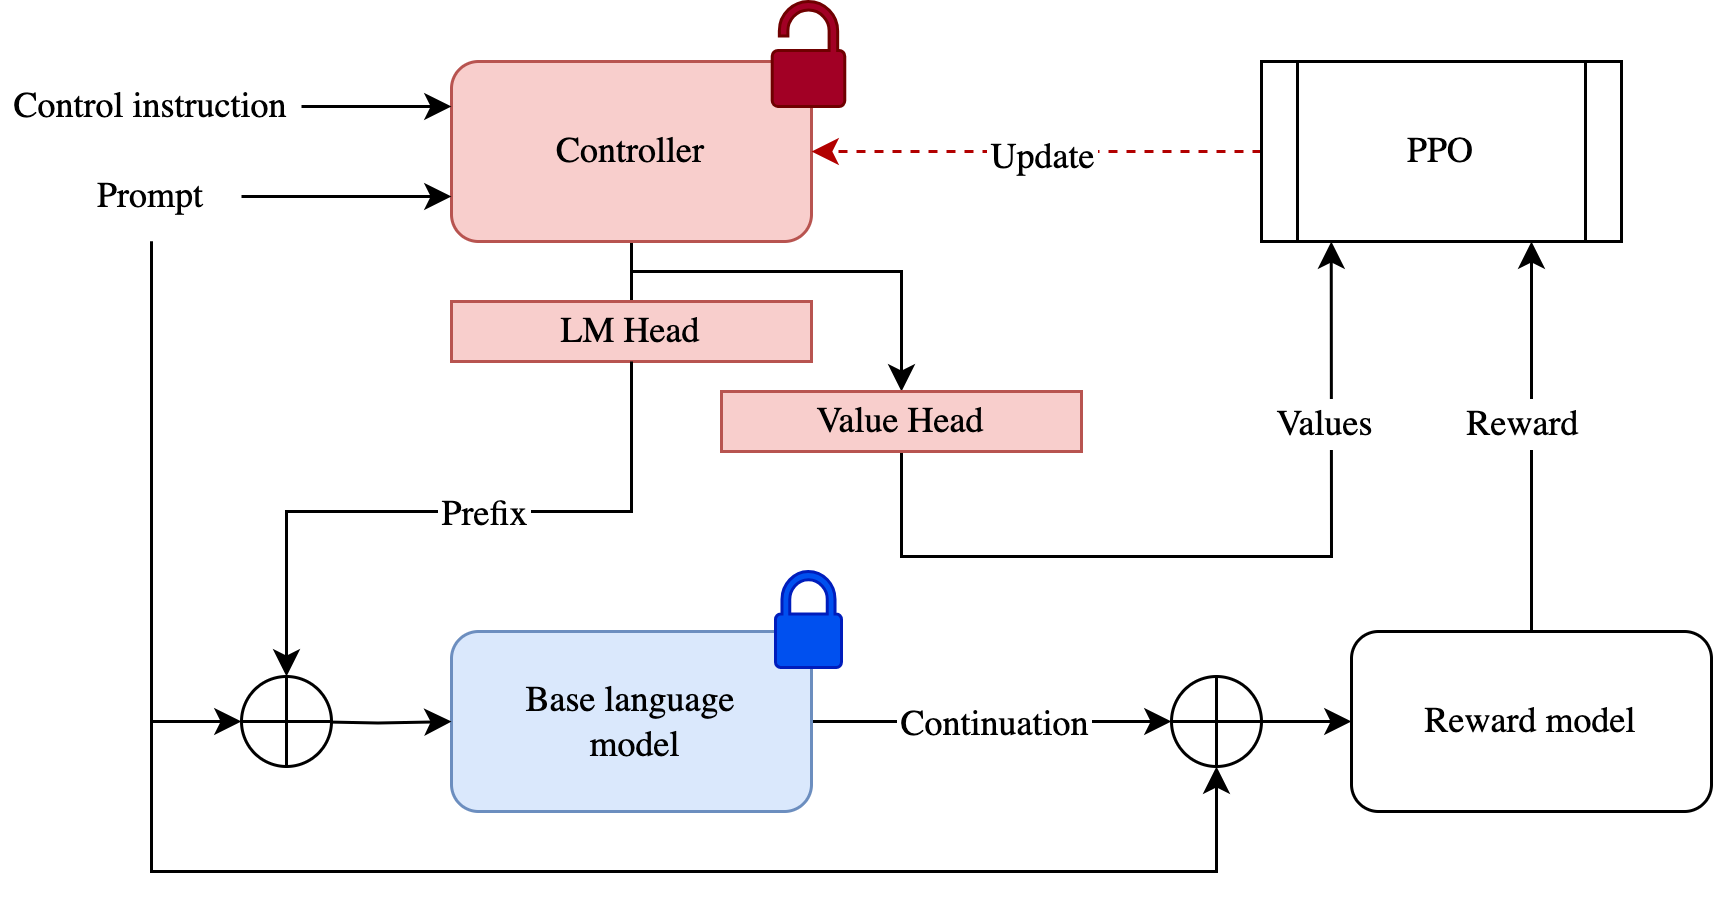 Control instruction
Controller
Update
PPO
Prompt
LM Head
Value Head
Values
Reward
Prefix
Base language
model
Continuation
Reward model